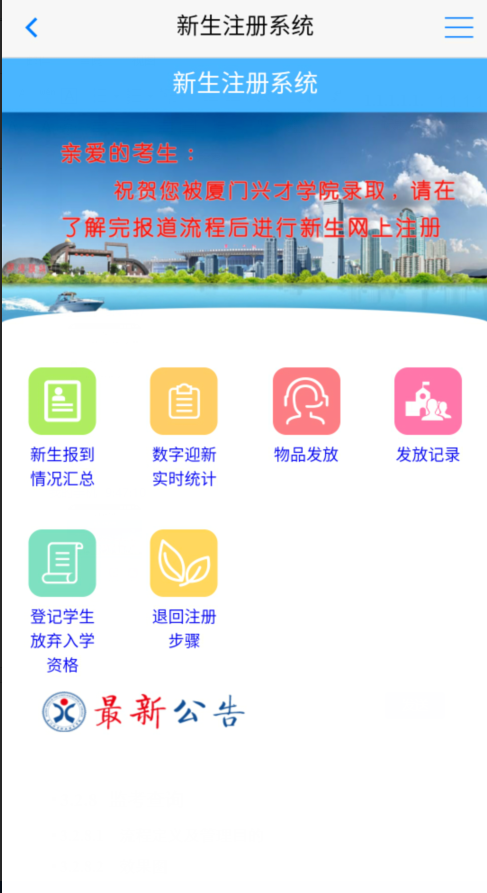 新生注册系统
新生注册系统
亲爱的考生：
祝贺您被厦门兴才学院录取，请在
了解完报道流程后进行新生网上注册
新生报到
情况汇总
数字迎新
实时统计
物品发放
发放记录
登记学生
放弃入学
资格
退回注册
步骤
最新公告